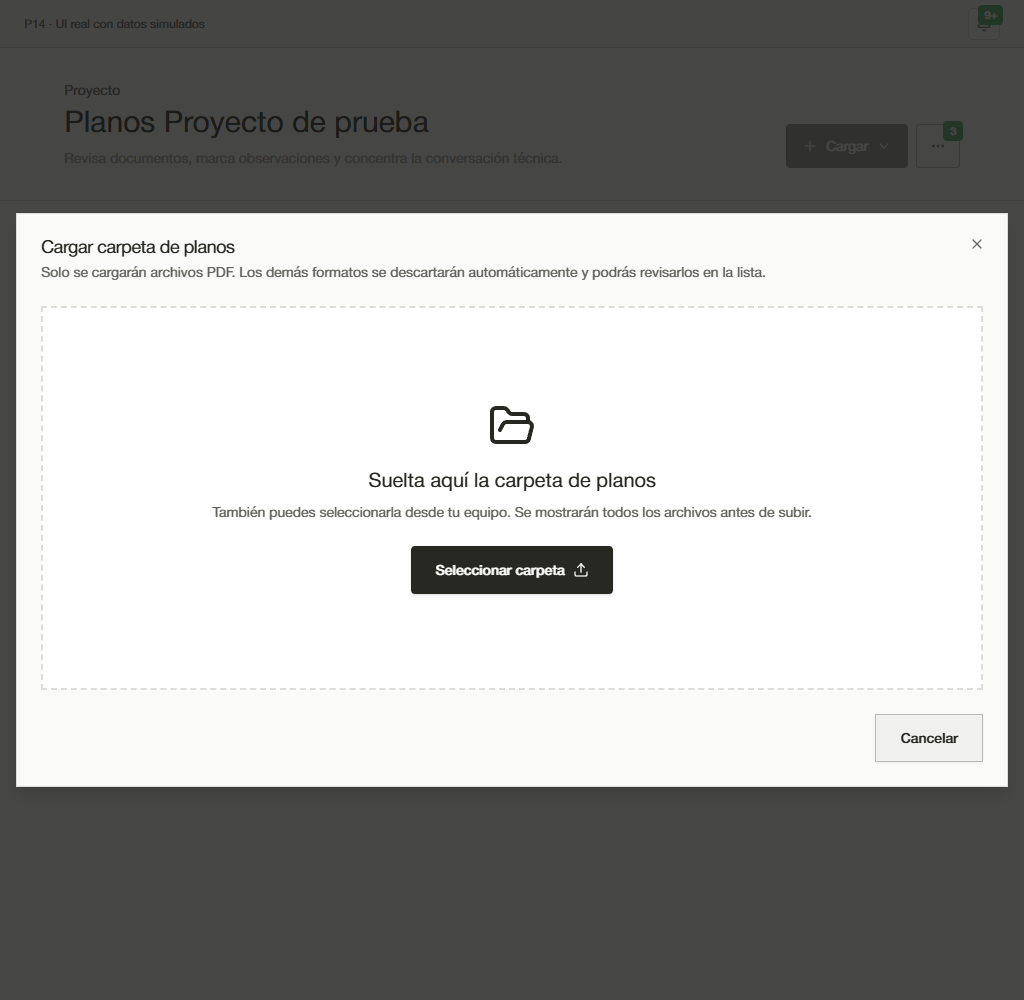 P14 - UI real con datos simulados
9+
Proyecto
Planos Proyecto de prueba
Revisa documentos, marca observaciones y concentra la conversación técnica.
Cargar
3
Cargar carpeta de planos
Solo se cargarán archivos PDF. Los demás formatos se descartarán automáticamente y podrás revisarlos en la lista.
Suelta aquí la carpeta de planos
También puedes seleccionarla desde tu equipo. Se mostrarán todos los archivos antes de subir.
Seleccionar carpeta
Cancelar